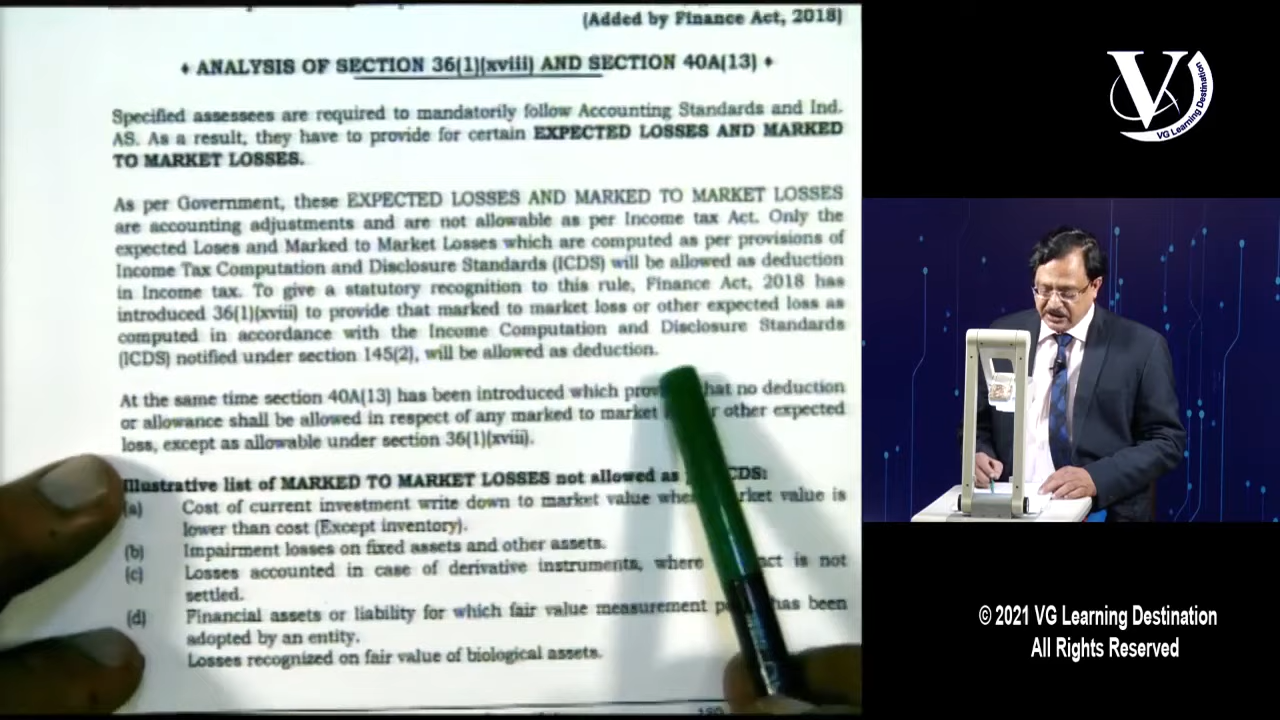 (Added by Finance Act, 2018)
♦ ANALYSIS OF SECTION 36(1)(xviii) AND SECTION 40A(13) ♦
Specified assessees are required to mandatorily follow Accounting Standards and Ind.
AS. As a result, they have to provide for certain EXPECTED LOSSES AND MARKED
TO MARKET LOSSES.
As per Government, these EXPECTED LOSSES AND MARKED TO MARKET LOSSES
are accounting adjustments and are not allowable as per Income tax Act. Only the
expected Loses and Marked to Market Losses which are computed as per provisions of
Income Tax Computation and Disclosure Standards (ICDS) will be allowed as deduction
in Income tax. To give a statutory recognition to this rule, Finance Act, 2018 has
introduced 36(1)(xviii) to provide that marked to market loss or other expected loss as
computed in accordance with the Income Computation and Disclosure Standards
(ICDS) notified under section 145(2), will be allowed as deduction.
At the same time section 40A(13) has been introduced which that no deduction
or allowance shall be allowed in respect of any marked to market other expected
loss, except as allowable under section 36(1)(xviii).
Illustrative list of MARKED TO MARKET LOSSES not allowed as CDS:
(a) Cost of current investment write down to market value value is
lower than cost (Except inventory).
(b) Impairment losses on fixed assets and other assets.
(c) Losses accounted in case of derivative instruments, where is not
settled.
(d) Financial assets or liability for which fair value measurement has been
adopted by an entity.
Losses recognized on fair value of biological assets.
V
VG Learning Destination
© 2021 VG Learning Destination
All Rights Reserved